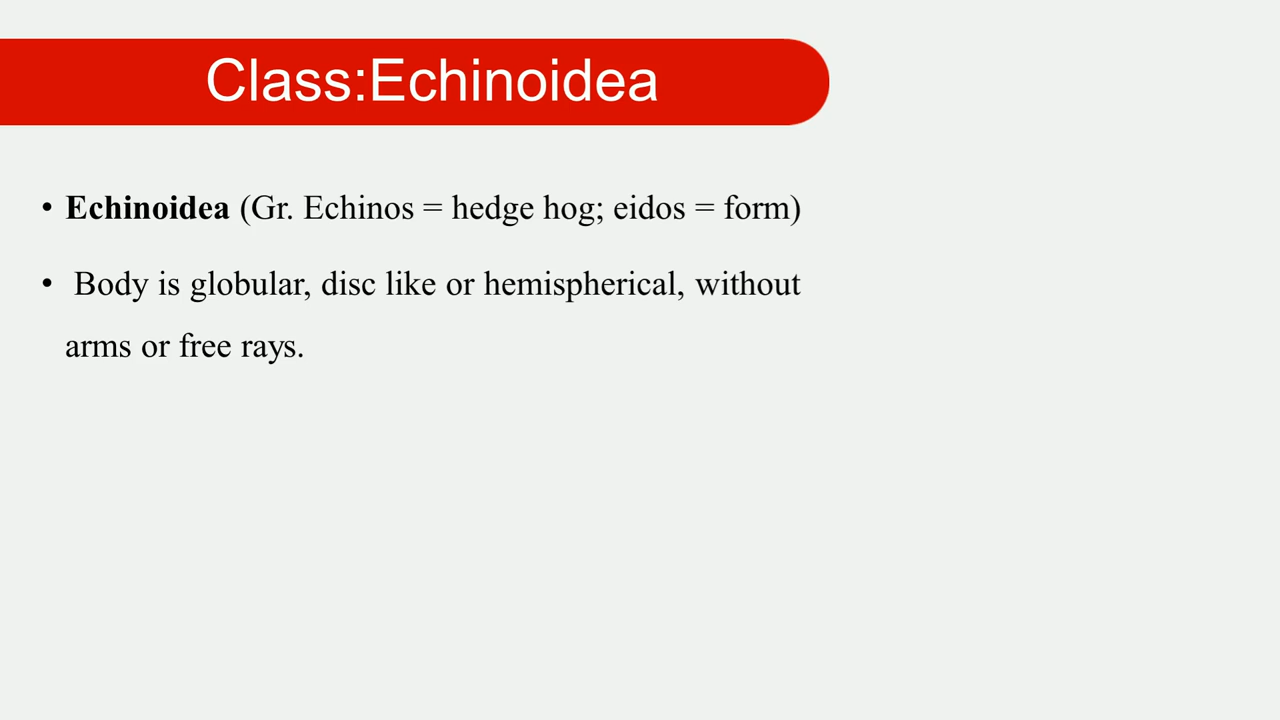 Class:Echinoidea
• Echinoidea (Gr. Echinos = hedge hog; eidos = form)
• Body is globular, disc like or hemispherical, without
arms or free rays.